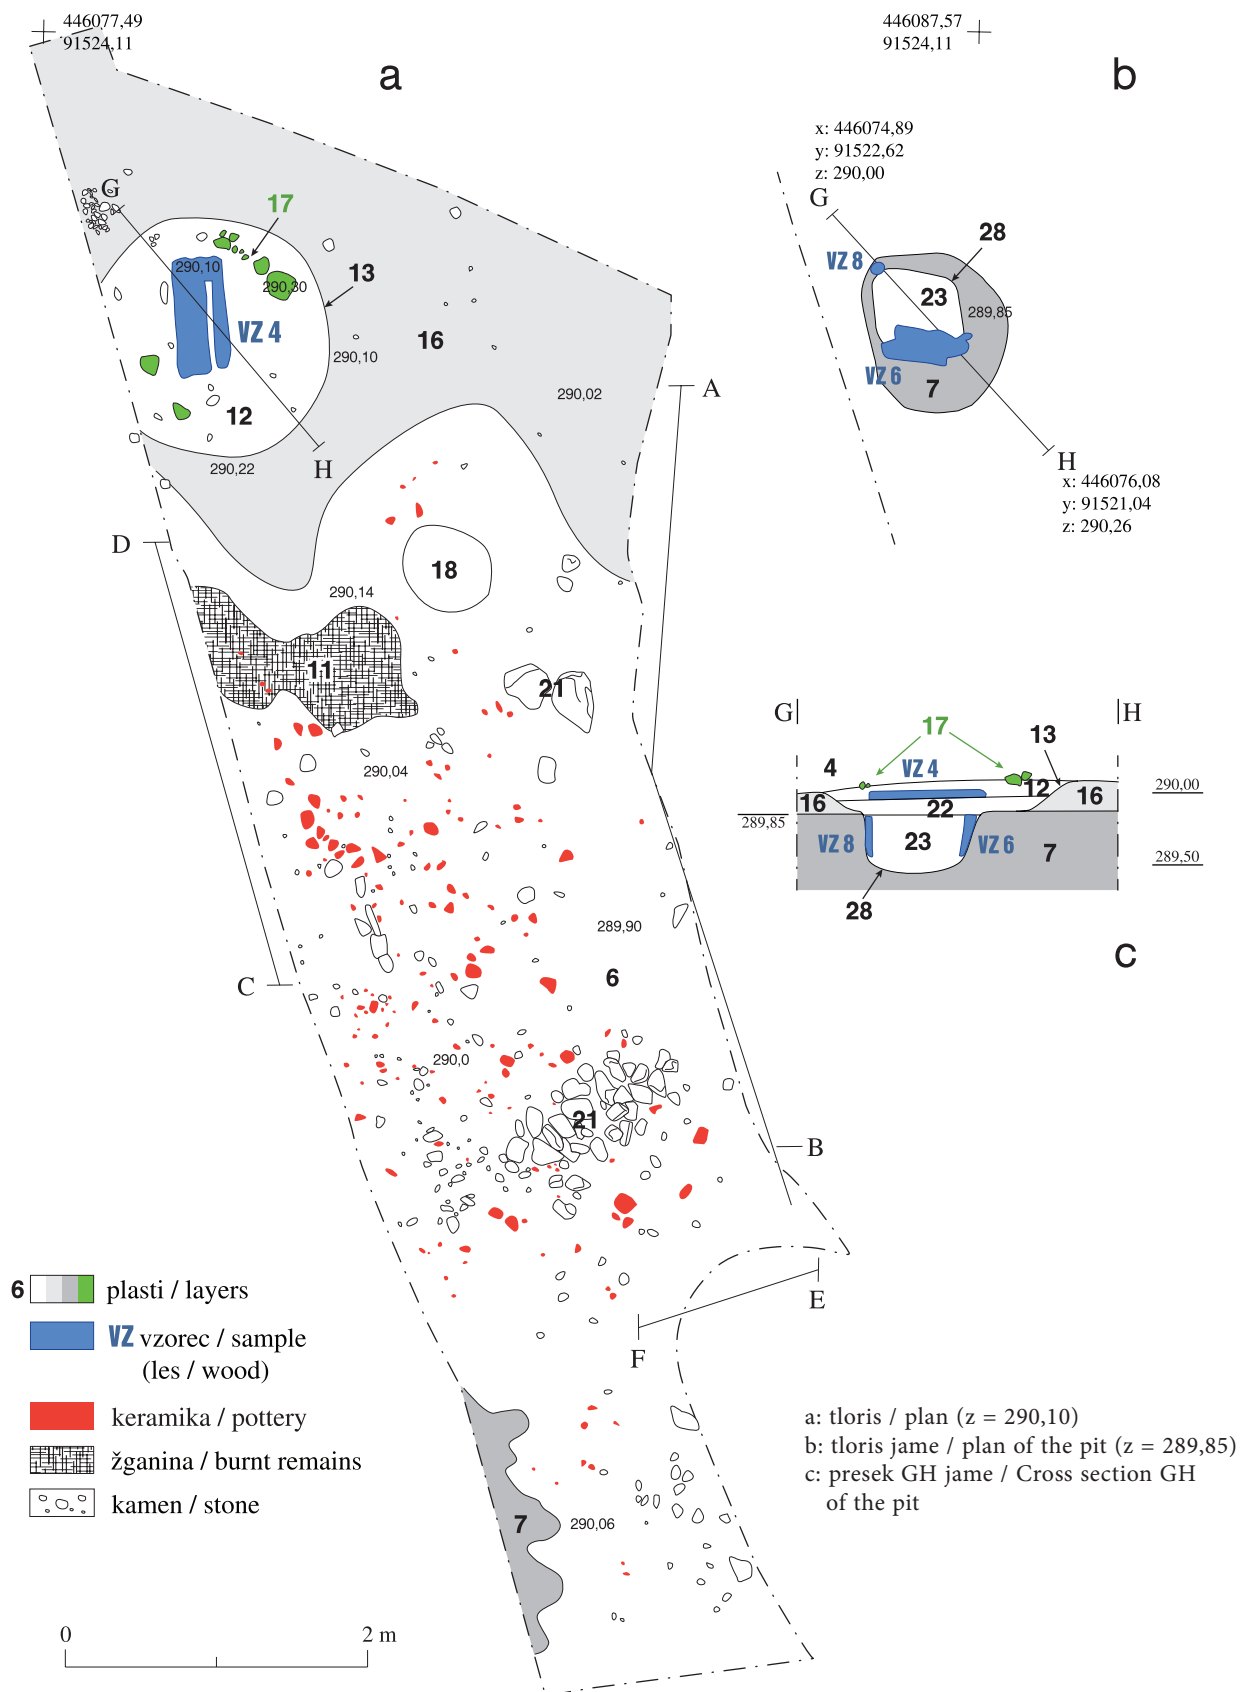 446077,49
91524,11
a
446087,57
91524,11
b
x: 446074,89
y: 91522,62
z: 290,00
G
28
VZ 8
23
289,85
VZ 6
7
H
x: 446076,08
y: 91521,04
z: 290,26
G
17
290,10
290,30
13
VZ 4
290,10
16
290,02
A
12
H
290,22
D
18
290,14
11
21
290,04
G
H
17
13
4
VZ 4
12
290,00
16
22
16
289,85
VZ 8
23
VZ 6
7
289,50
28
c
289,90
6
C
290,0
21
B
E
F
6 plasti / layers
VZ vzorec / sample
(les / wood)
keramika / pottery
žganina / burnt remains
kamen / stone
7
290,06
a: tloris / plan (z = 290,10)
b: tloris jame / plan of the pit (z = 289,85)
c: presek GH jame / Cross section GH
of the pit
0
2 m